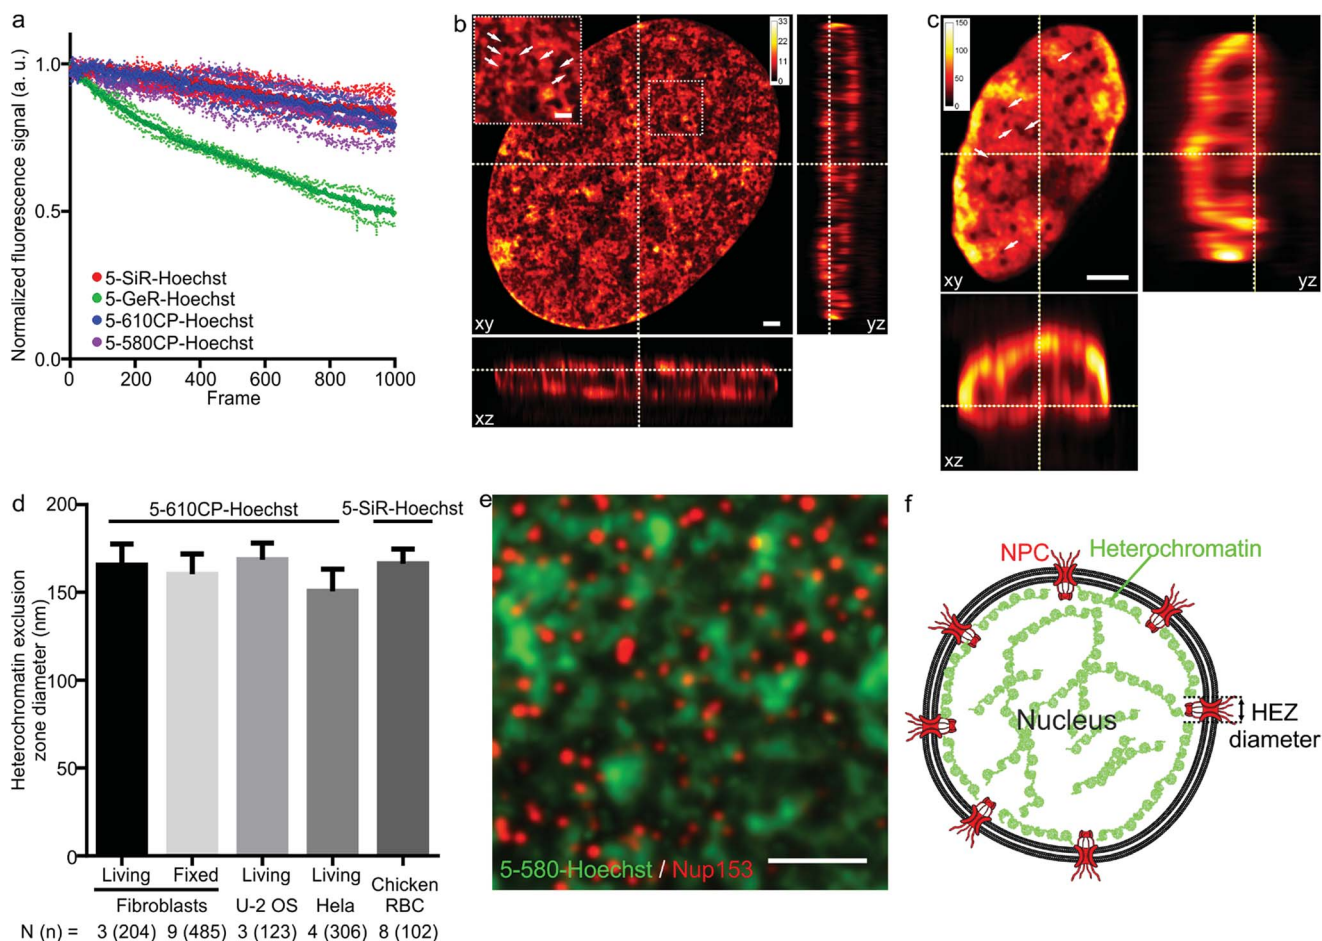 a
Normalized fluorescence signal (a. u.)
1.0
0.5
0.0
0 200 400 600 800 1000
Frame
5-SiR-Hoechst
5-GeR-Hoechst
5-610CP-Hoechst
5-580CP-Hoechst
b
33
22
11
0
xy
yz
xz
c
150
100
50
0
xy
yz
xz
d
Heterochromatin exclusion
zone diameter (nm)
200
150
100
50
0
5-610CP-Hoechst
5-SiR-Hoechst
Living Fixed Living Living Chicken
RBC
Fibroblasts U-2 OS Hela
N (n) = 3 (204) 9 (485) 3 (123) 4 (306) 8 (102)
e
5-580-Hoechst / Nup153
f
NPC
Heterochromatin
Nucleus
HEZ
diameter